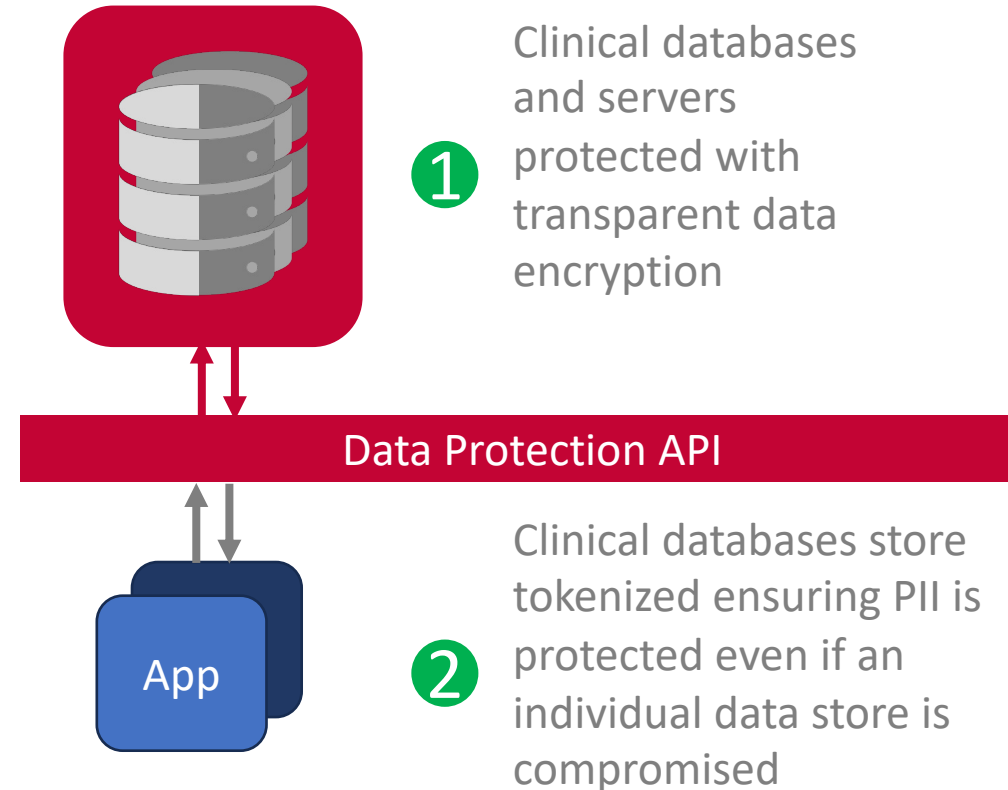 Clinical databases
and servers
1
protected with
transparent data
encryption
Data Protection API
Clinical databases store
tokenized ensuring PII is
App
2
protected even if an
individual data store is
compromised